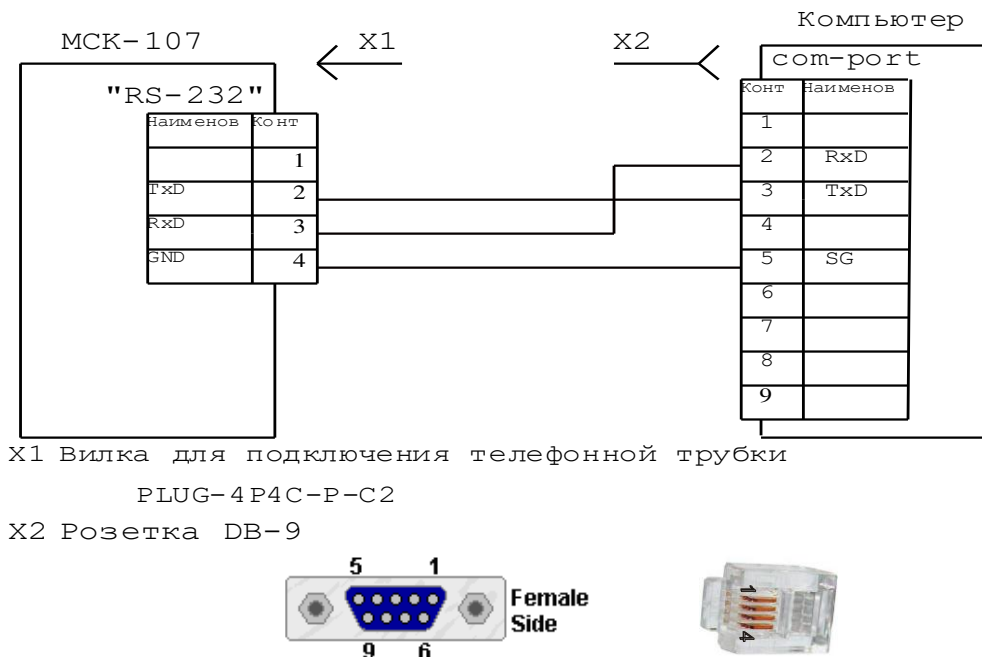 Компьютер
МСК-107
X1
X2
com-port
"RS-232"
Конт Наименов
Наименов Конт
1
2 RxD
3 TxD
4
5 SG
6
7
8
9
1
TxD 2
RxD 3
GND 4
X1 Вилка для подключения телефонной трубки
PLUG-4P4C-P-C2
X2 Розетка DB-9
5 1
Female
Side
9 6
1
4